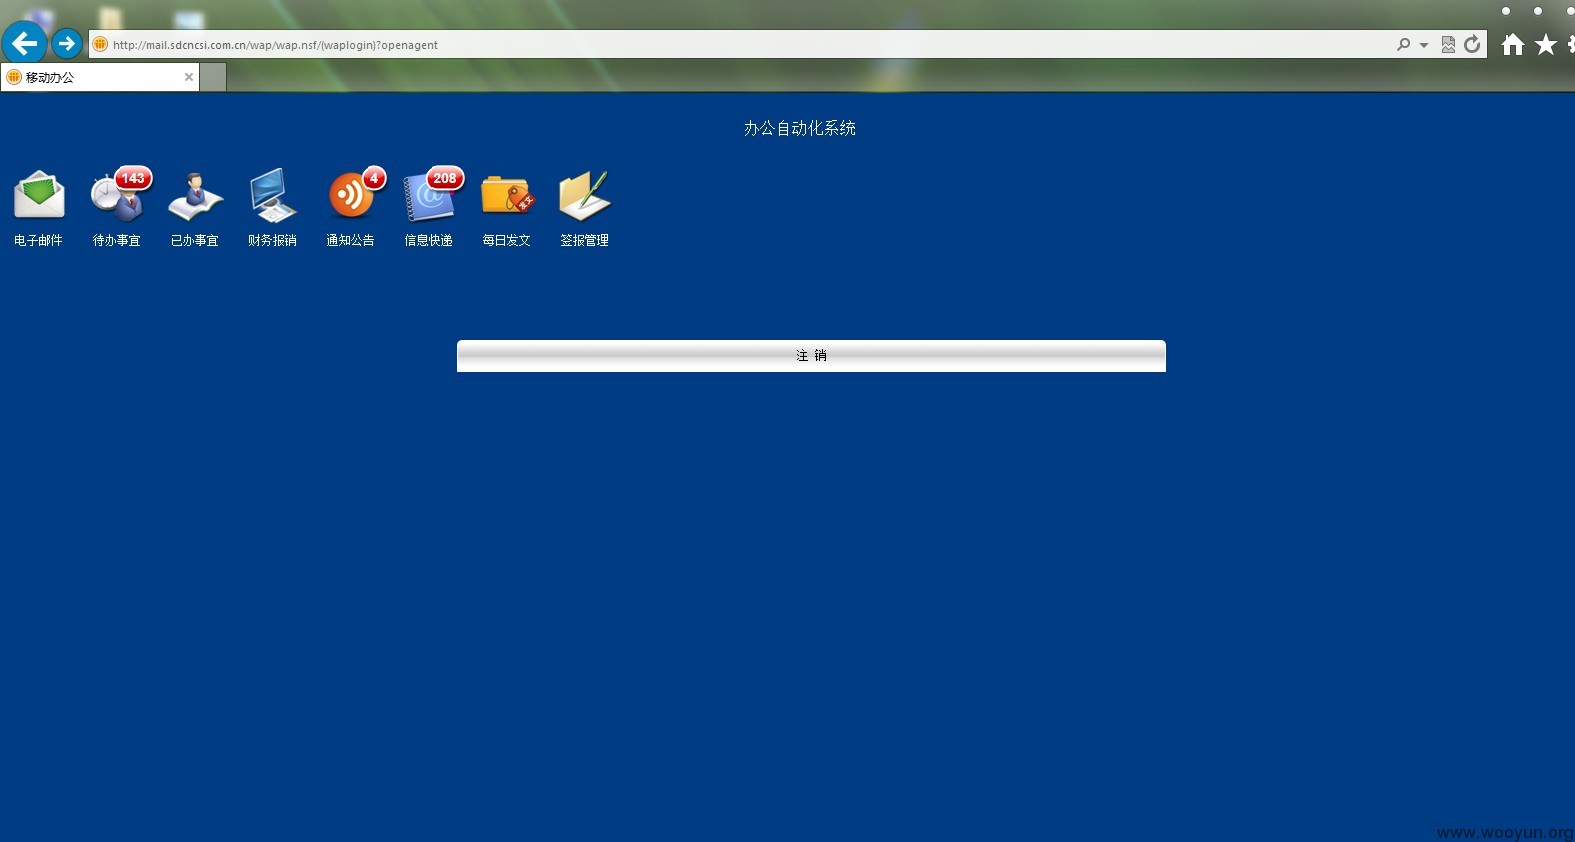 http://mail.sdcncsi.com.cn/wap/wap.nsf/(waplogin)?openagent
移动办公
办公自动化系统
143
4
208
发文
电子邮件 待办事宜 已办事宜 财务报销 通知公告 信息快递 每日发文 签报管理
注 销
www.wooyun.org